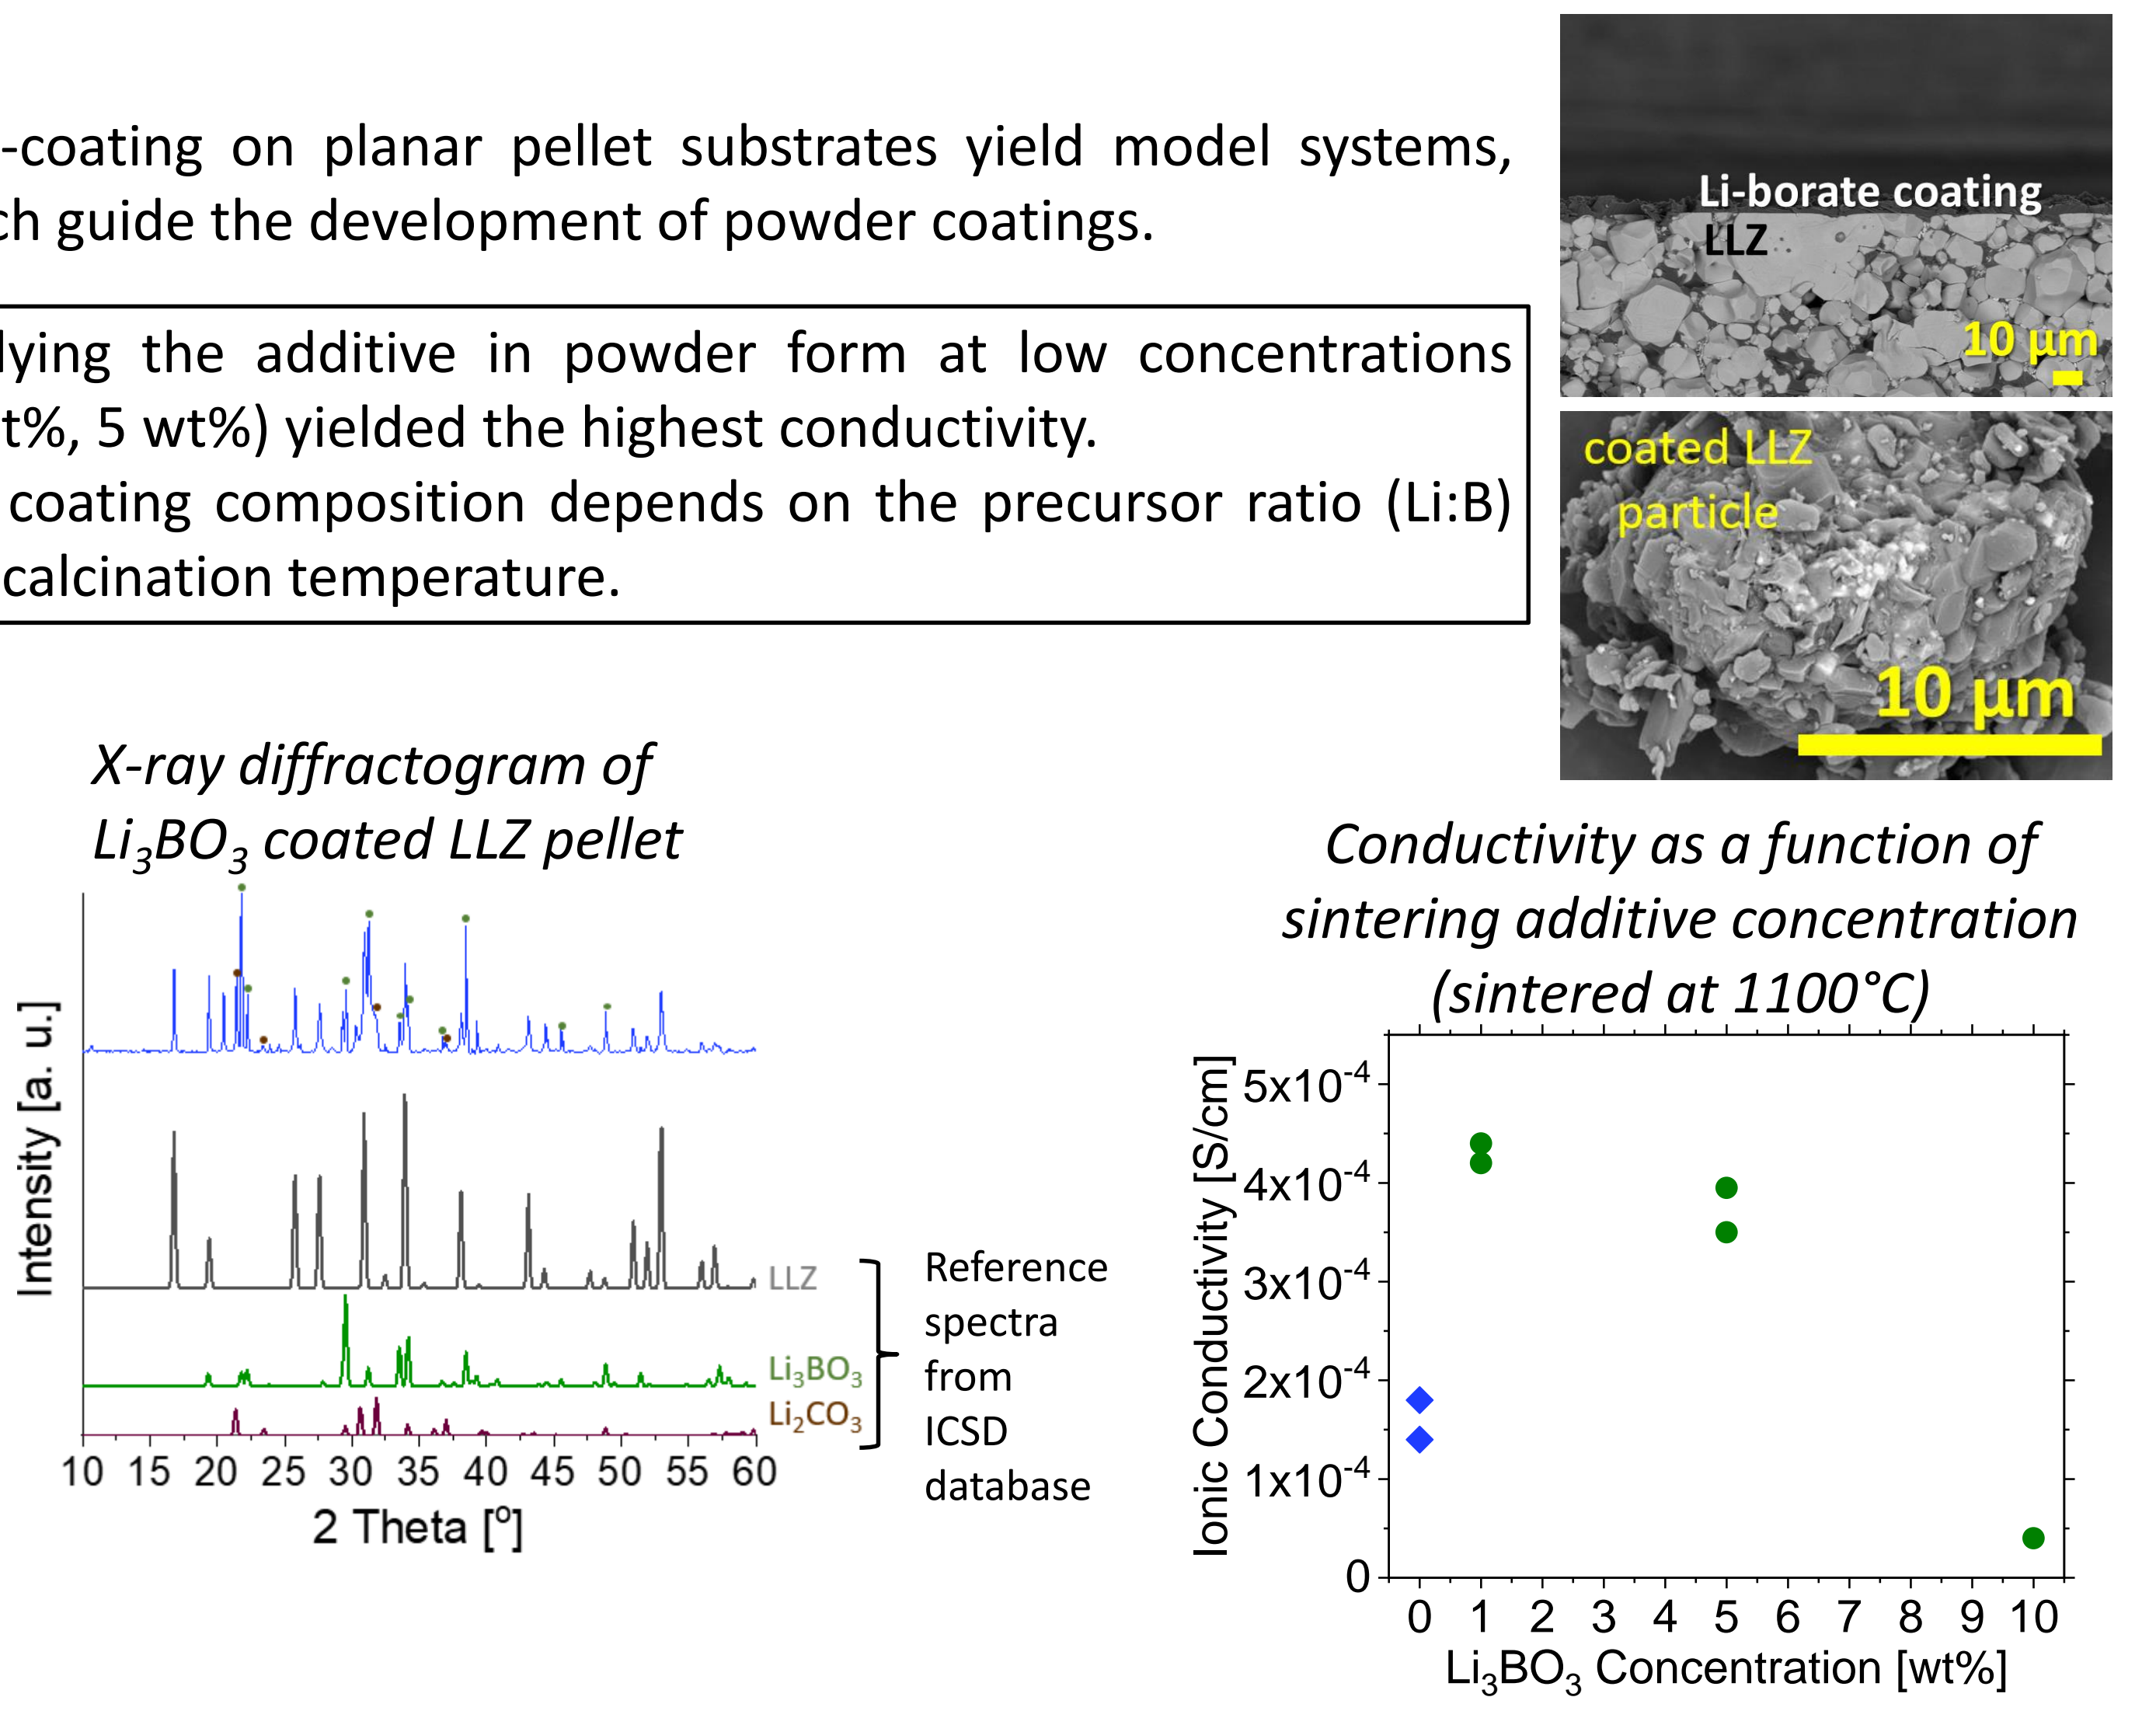 -coating on planar pellet substrates yield model systems,
ch guide the development of powder coatings.
lying the additive in powder form at low concentrations
t%, 5 wt%) yielded the highest conductivity.
coating composition depends on the precursor ratio (Li:B)
calcination temperature.
Li-borate coating
LLZ
10 µm
coated LLZ
particle
10 µm
X-ray diffractogram of
Li₃BO₃ coated LLZ pellet
Intensity [a. u.]
LLZ
Li₃BO₃
Li₂CO₃
10 15 20 25 30 35 40 45 50 55 60
2 Theta [°]
Reference
spectra
from
ICSD
database
Conductivity as a function of
sintering additive concentration
(sintered at 1100°C)
Ionic Conductivity [S/cm]
5x10⁻⁴
4x10⁻⁴
3x10⁻⁴
2x10⁻⁴
1x10⁻⁴
0
0 1 2 3 4 5 6 7 8 9 10
Li₃BO₃ Concentration [wt%]